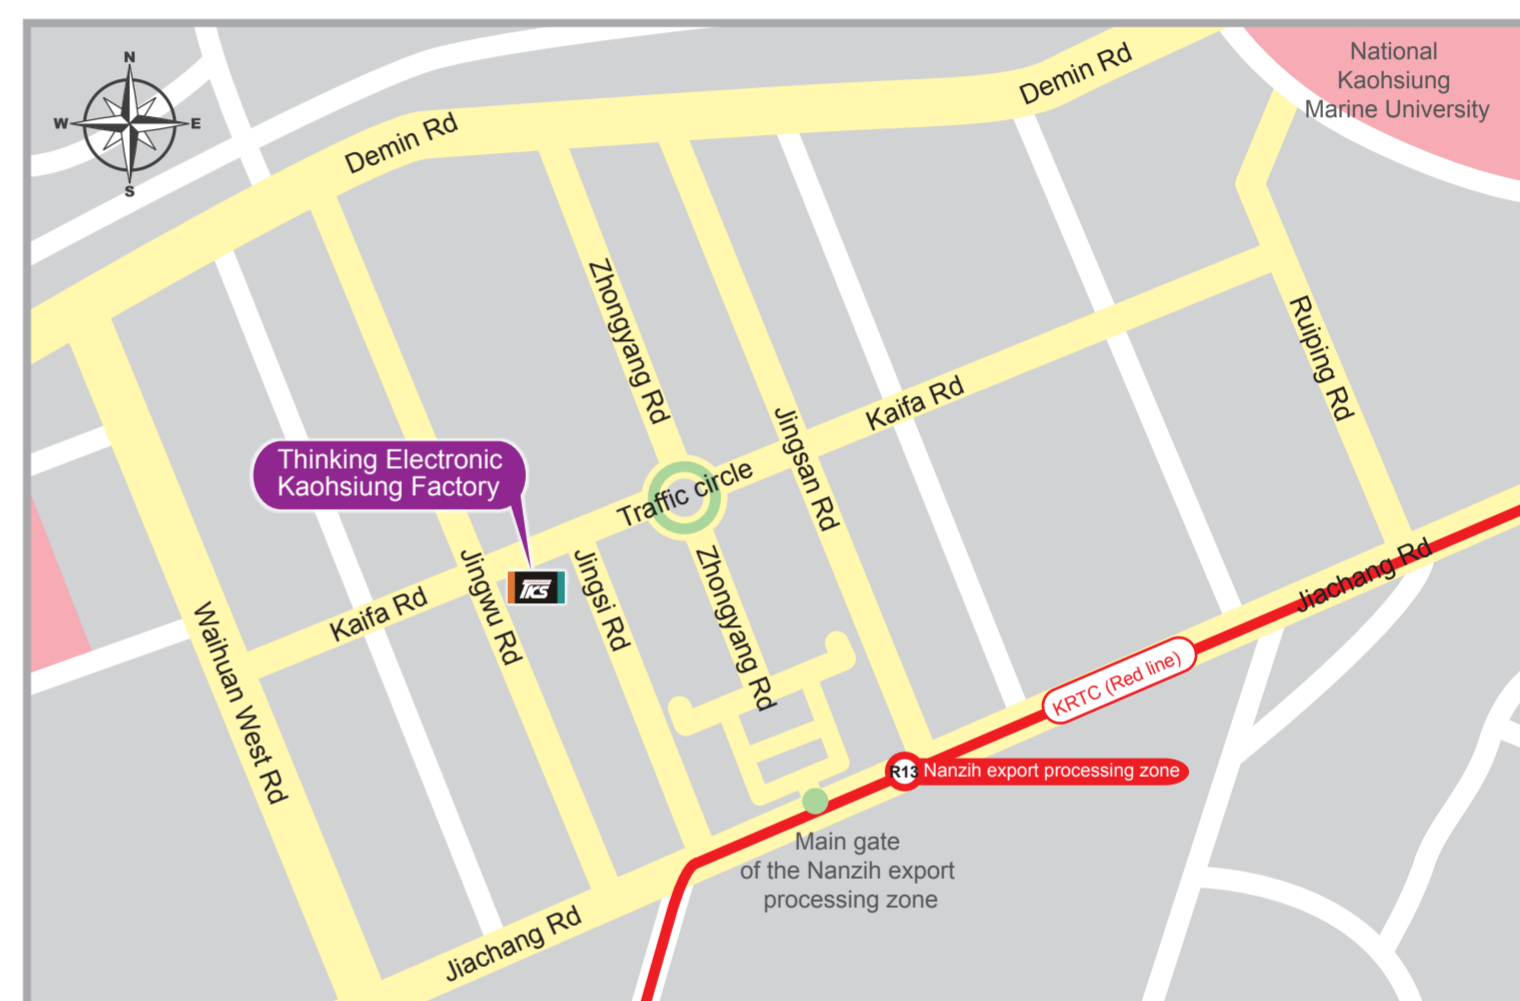 N
W
E
S
National
Kaohsiung
Marine University
Demin Rd
Demin Rd
Zhongyang Rd
Ruiping Rd
Kaifa Rd
Jingsan Rd
Thinking Electronic
Kaohsiung Factory
Traffic circle
TKS
Jingwu Rd
Jingsi Rd
Zhongyang Rd
Jiachang Rd
Kaifa Rd
Waihuan West Rd
KRTC (Red line)
R13 Nanzih export processing zone
Main gate
of the Nanzih export
processing zone
Jiachang Rd